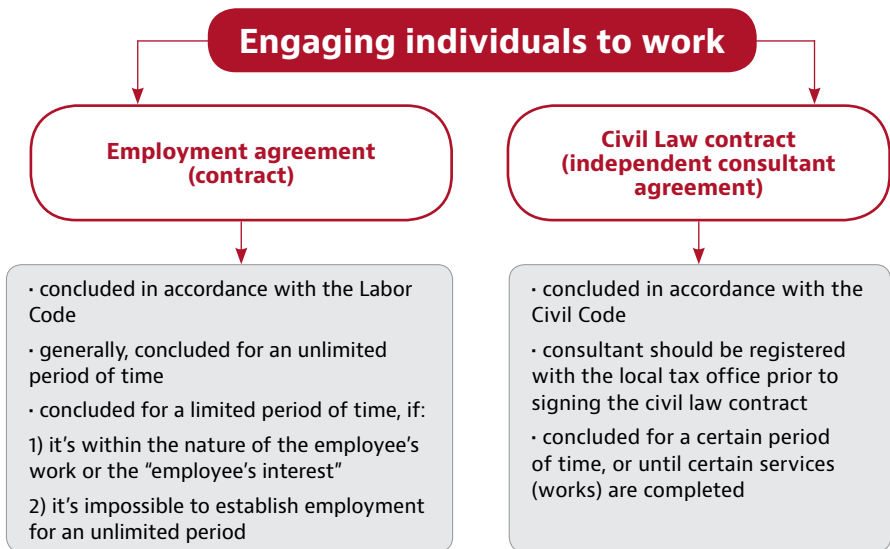 Engaging individuals to work
Employment agreement
(contract)
Civil Law contract
(independent consultant
agreement)
· concluded in accordance with the Labor
Code
· generally, concluded for an unlimited
period of time
· concluded for a limited period of time, if:
1) it’s within the nature of the employee’s
work or the “employee’s interest”
2) it’s impossible to establish employment
for an unlimited period
· concluded in accordance with the
Civil Code
· consultant should be registered
with the local tax office prior to
signing the civil law contract
· concluded for a certain period
of time, or until certain services
(works) are completed